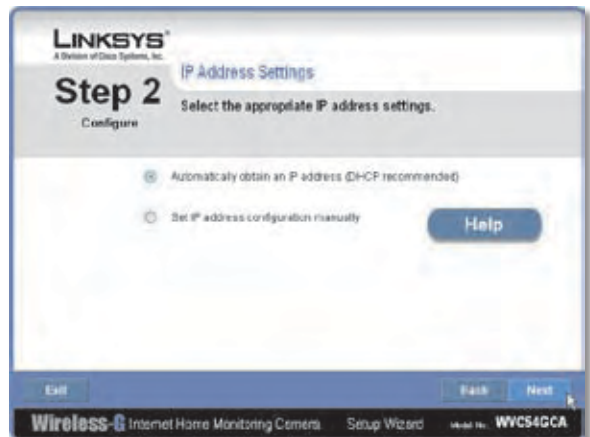 LINKSYS®
A Division of Cisco Systems, Inc.
Step 2
Configure
IP Address Settings
Select the appropriate IP address settings.
Automatically obtain an IP address (DHCP recommended)
Set IP address configuration manually
Help
Exit
Back
Next
Wireless-G Internet Home Monitoring Camera
Setup Wizard
Model No. WVC54GCA